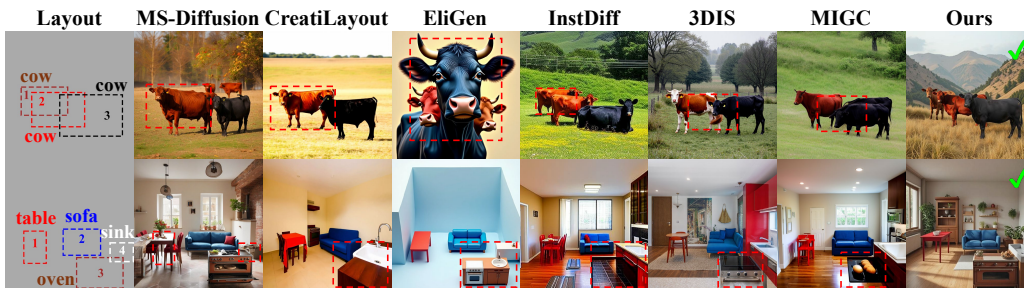 Layout MS-Diffusion CreatiLayout EliGen InstDiff 3DIS MIGC Ours
cow
cow
1
2
3
cow
table
sofa
sink
1
2
4
3
oven